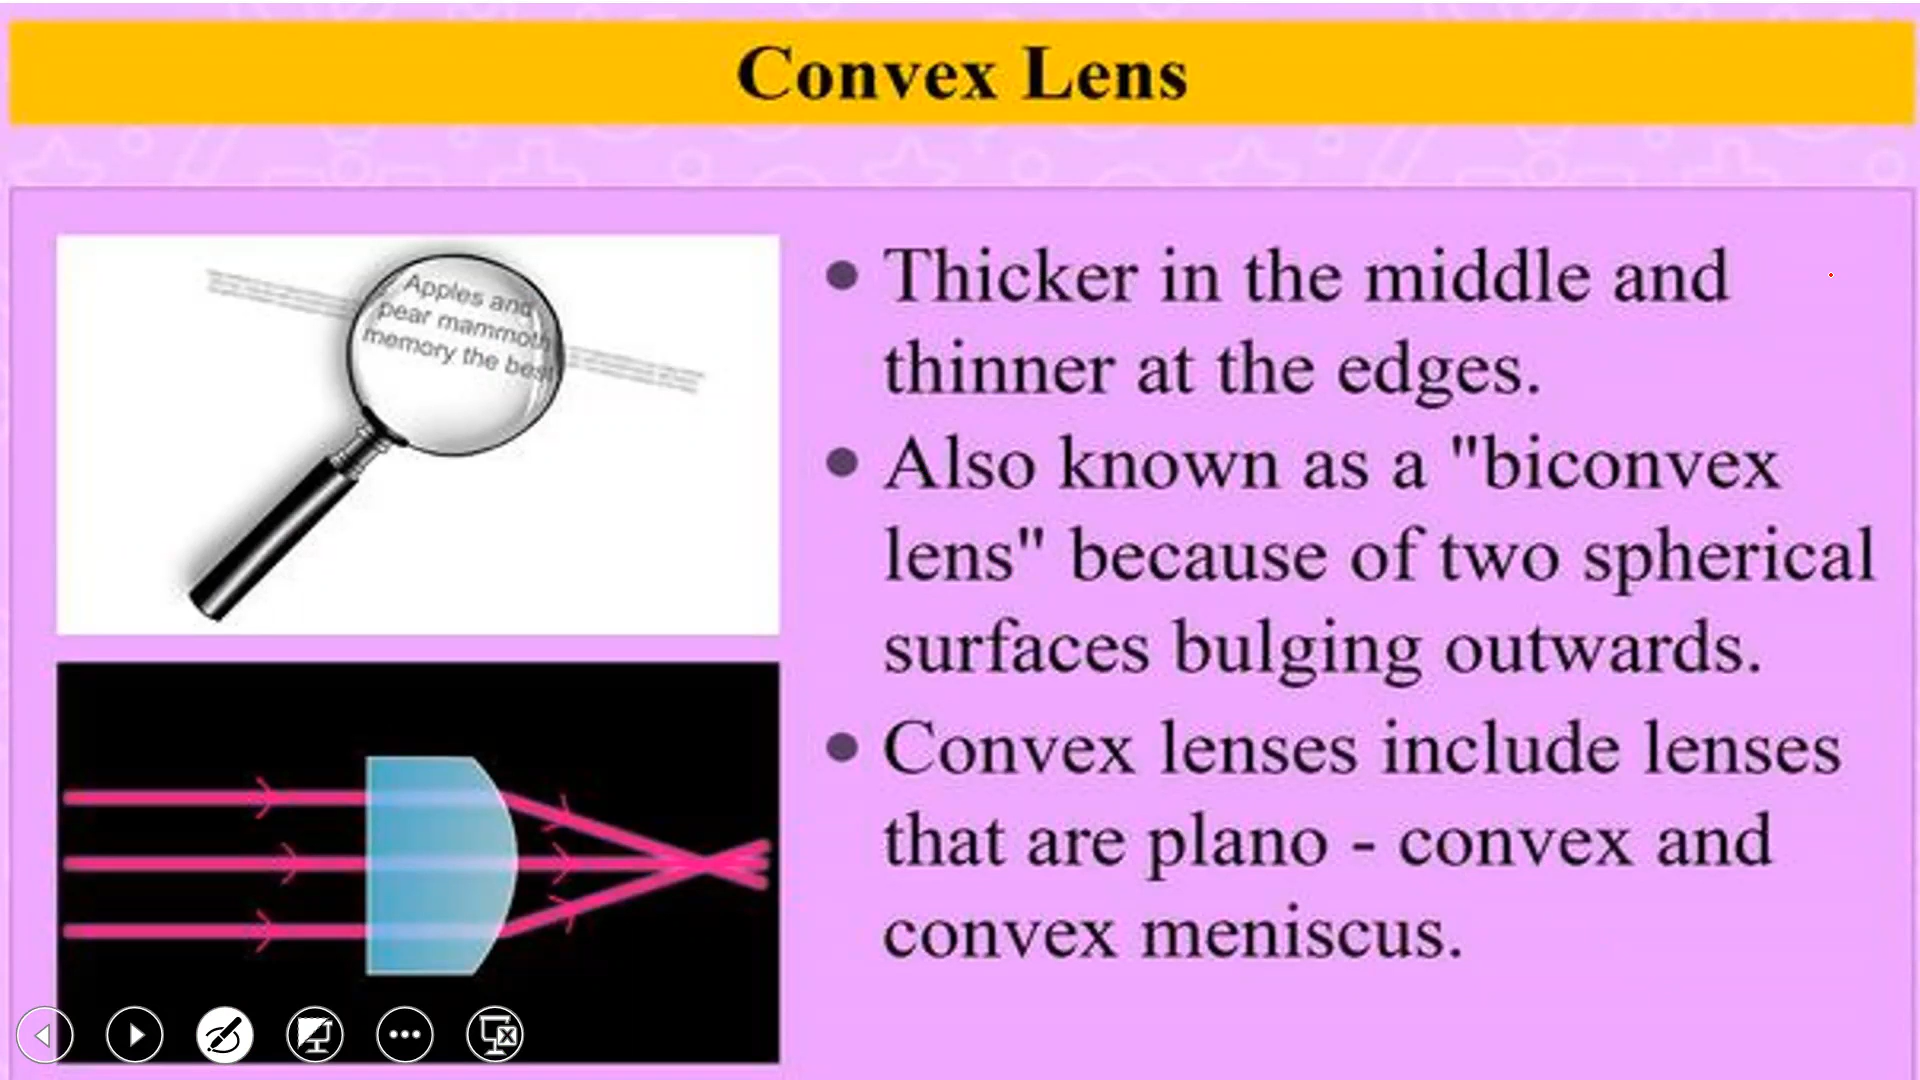 Convex Lens
Apples and
pear mammoth
memory the best
• Thicker in the middle and
thinner at the edges.
• Also known as a "biconvex
lens" because of two spherical
surfaces bulging outwards.
• Convex lenses include lenses
that are plano - convex and
convex meniscus.